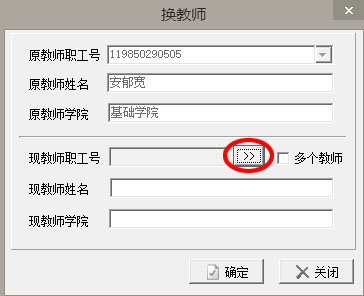 换教师
原教师职工号 119850290505
原教师姓名 安郁宽
原教师学院 基础学院
现教师职工号 >> 多个教师
现教师姓名
现教师学院
确定 关闭